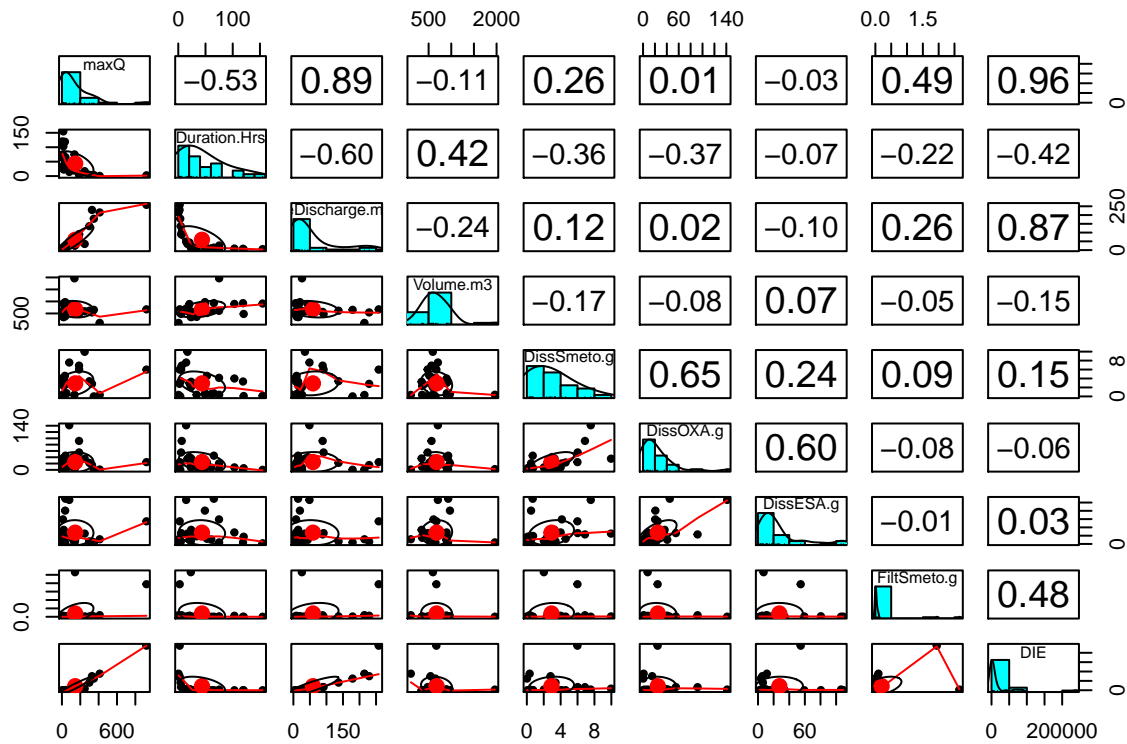 0 100 500 2000 0 60 140 0.0 1.5
maxQ −0.53 0.89 −0.11 0.26 0.01 −0.03 0.49 0.96 0
0 150 Duration.Hrs −0.60 0.42 −0.36 −0.37 −0.07 −0.22 −0.42
eDischarge.m −0.24 0.12 0.02 −0.10 0.26 0.87 0 250
500 Volume.m3 −0.17 −0.08 0.07 −0.05 −0.15
DissSmeto.g 0.65 0.24 0.09 0.15 0 8
0 140 DissOXA.g 0.60 −0.08 −0.06
DissESA.g −0.01 0.03 0
0.0 FiltSmeto.g 0.48
DIE 0
0 600 0 150 0 4 8 0 60 0 200000